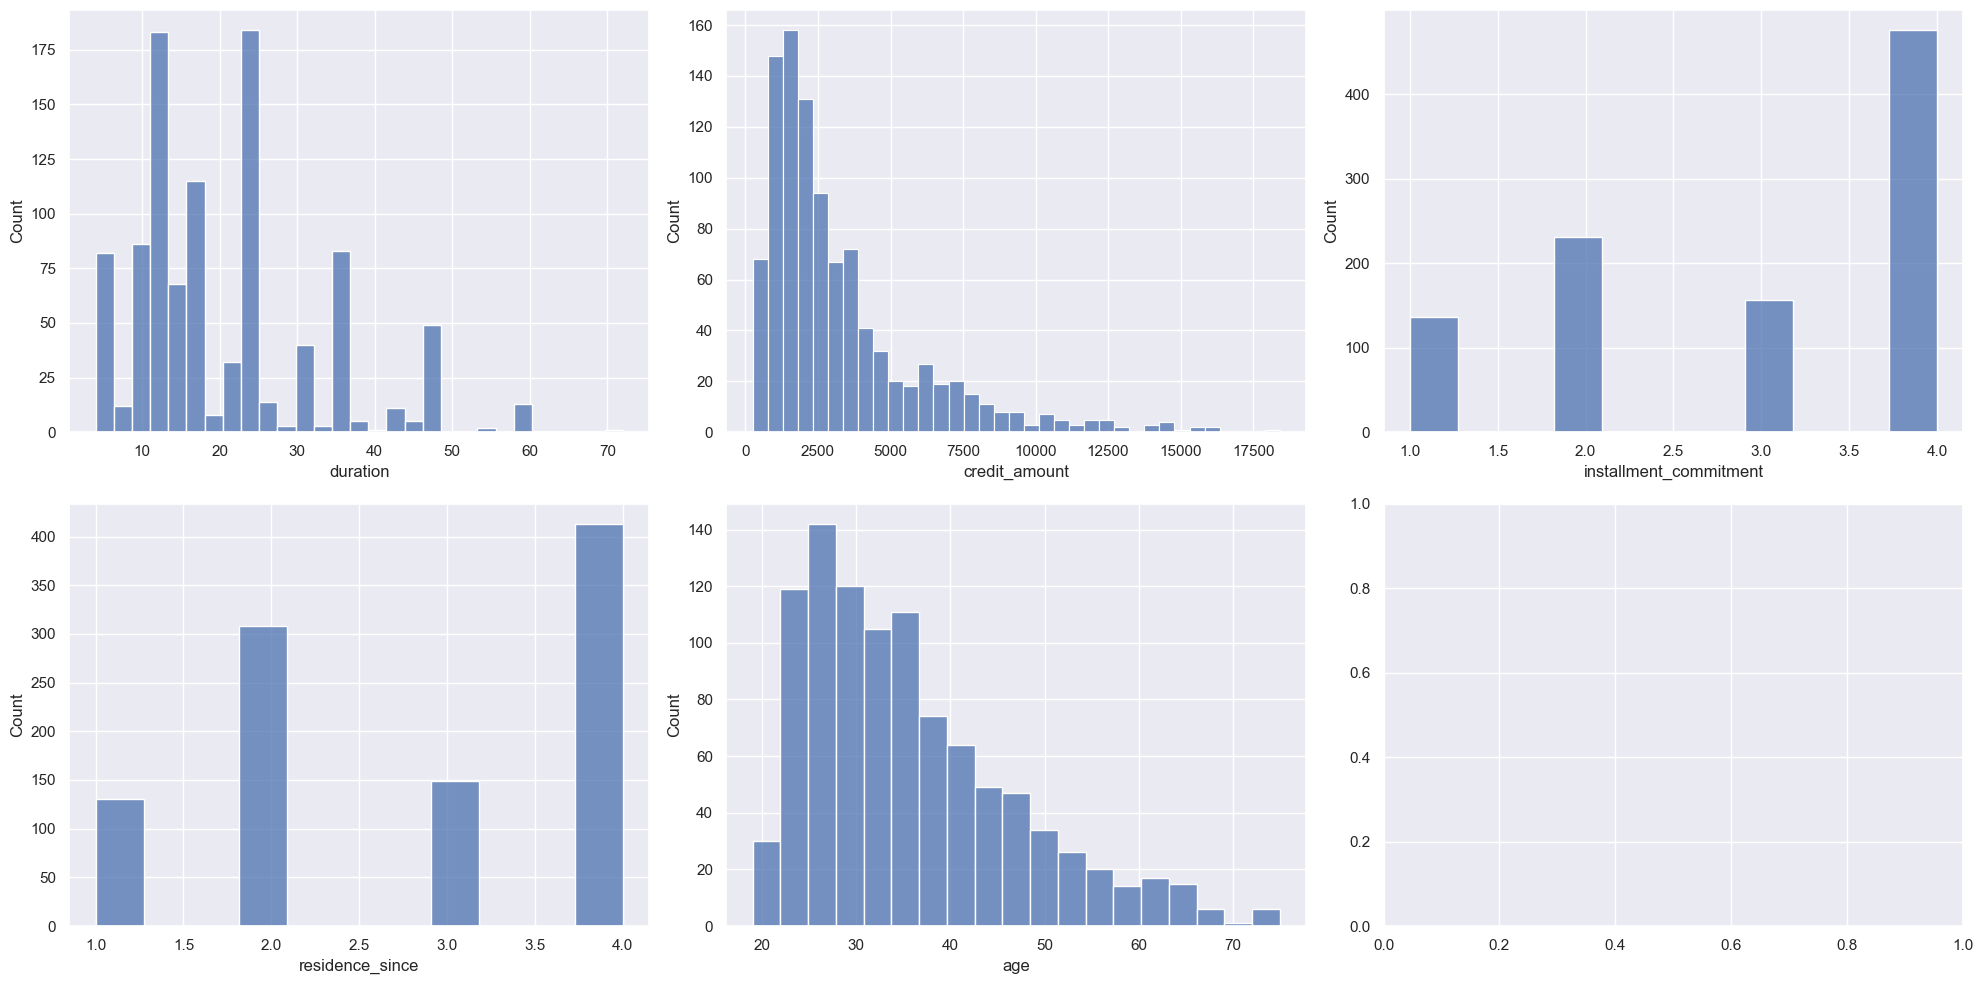 175
150
125
100
75
50
25
0
Count
10 20 30 40 50 60 70
duration
160
140
120
100
80
60
40
20
0
Count
0 2500 5000 7500 10000 12500 15000 17500
credit_amount
400
300
200
100
0
Count
1.0 1.5 2.0 2.5 3.0 3.5 4.0
installment_commitment
400
350
300
250
200
150
100
50
0
Count
1.0 1.5 2.0 2.5 3.0 3.5 4.0
residence_since
140
120
100
80
60
40
20
0
Count
20 30 40 50 60 70
age
1.0
0.8
0.6
0.4
0.2
0.0
0.0 0.2 0.4 0.6 0.8 1.0